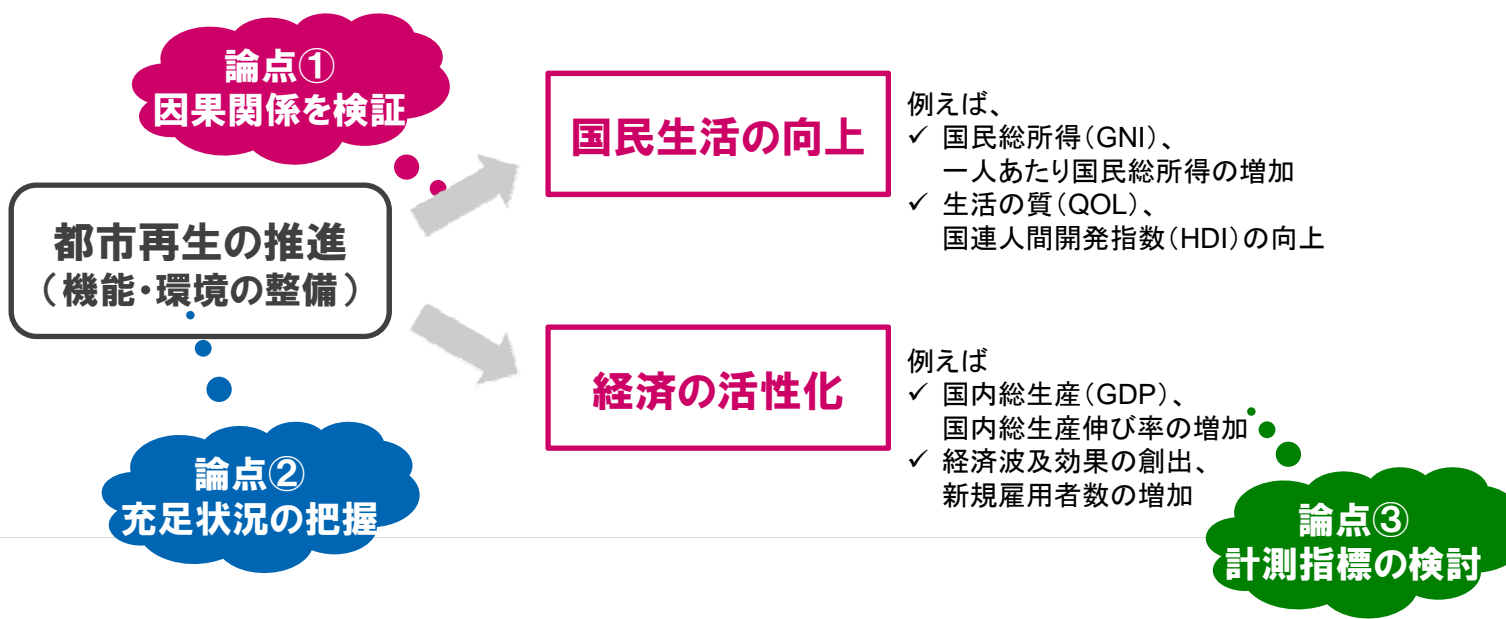 論点①
因果関係を検証
都市再生の推進
（機能・環境の整備）
論点②
充足状況の把握
国民生活の向上
例えば、
✓ 国民総所得（GNI）、
一人あたり国民総所得の増加
✓ 生活の質（QOL）、
国連人間開発指数（HDI）の向上
経済の活性化
例えば
✓ 国内総生産（GDP）、
国内総生産伸び率の増加
✓ 経済波及効果の創出、
新規雇用者数の増加
論点③
計測指標の検討